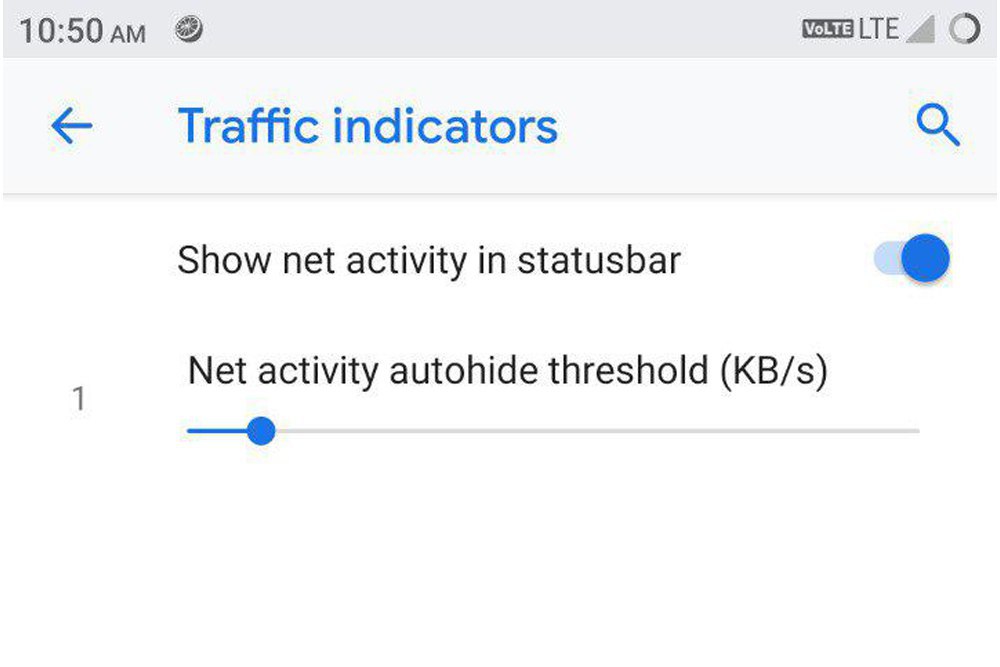 10:50 AM VoLTE LTE
Traffic indicators
Show net activity in statusbar
Net activity autohide threshold (KB/s)
1